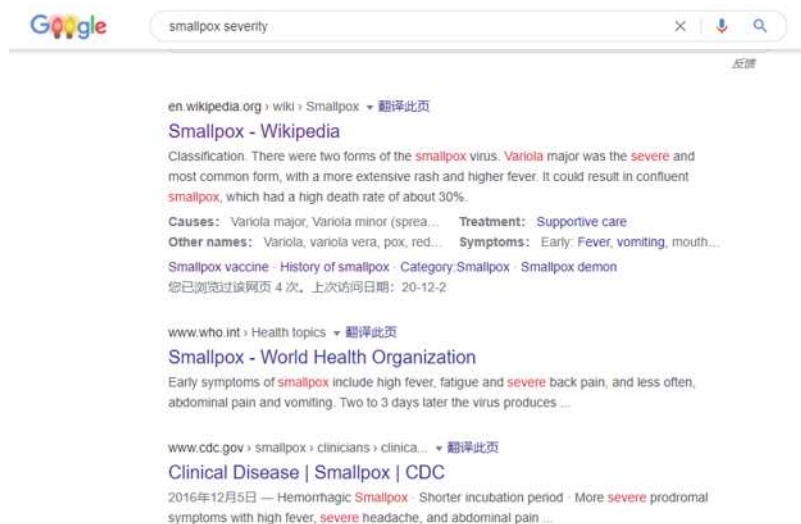 Google
smallpox severity
反馈
en.wikipedia.org › wiki › Smallpox ▾ 翻译此页
Smallpox - Wikipedia
Classification. There were two forms of the smallpox virus. Variola major was the severe and
most common form, with a more extensive rash and higher fever. It could result in confluent
smallpox, which had a high death rate of about 30%.
Causes: Variola major, Variola minor (sprea... Treatment: Supportive care
Other names: Variola, variola vera, pox, red... Symptoms: Early: Fever, vomiting, mouth...
Smallpox vaccine · History of smallpox · Category:Smallpox · Smallpox demon
您已浏览过该网页 4 次。上次访问日期：20-12-2
www.who.int › Health topics ▾ 翻译此页
Smallpox - World Health Organization
Early symptoms of smallpox include high fever, fatigue and severe back pain, and less often,
abdominal pain and vomiting. Two to 3 days later the virus produces ...
www.cdc.gov › smallpox › clinicians › clinica... ▾ 翻译此页
Clinical Disease | Smallpox | CDC
2016年12月5日 — Hemorrhagic Smallpox · Shorter incubation period · More severe prodromal
symptoms with high fever, severe headache, and abdominal pain ...